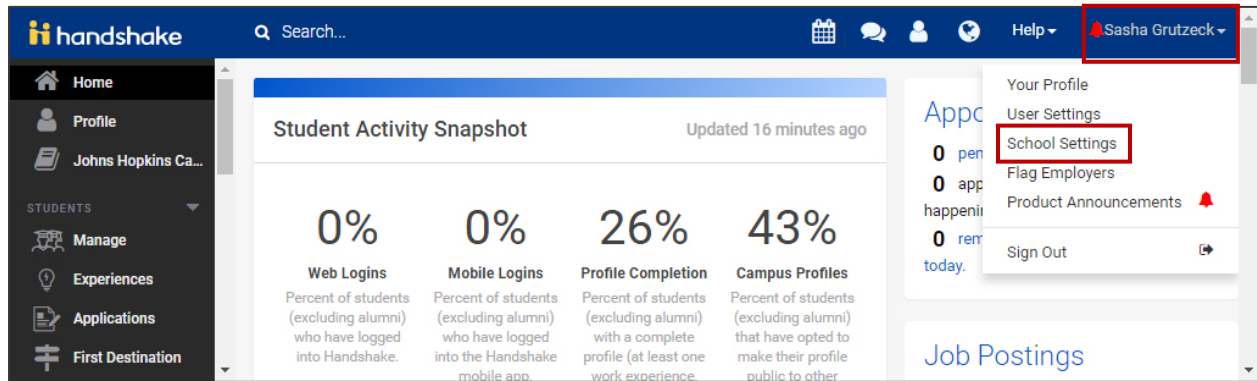 handshake
Search...
Help
Sasha Grutzeck
Home
Profile
Johns Hopkins Ca...
STUDENTS
Manage
Experiences
Applications
First Destination
Student Activity Snapshot
Updated 16 minutes ago
0%
Web Logins
Percent of students
(excluding alumni)
who have logged
into Handshake.
0%
Mobile Logins
Percent of students
(excluding alumni)
who have logged
into the Handshake
mobile app.
26%
Profile Completion
Percent of students
(excluding alumni)
with a complete
profile (at least one
work experience.
43%
Campus Profiles
Percent of students
(excluding alumni)
that have opted to
make their profile
public to other
Appo
0 pen
0 app
happenin
0 rem
today.
Your Profile
User Settings
School Settings
Flag Employers
Product Announcements
Sign Out
Job Postings